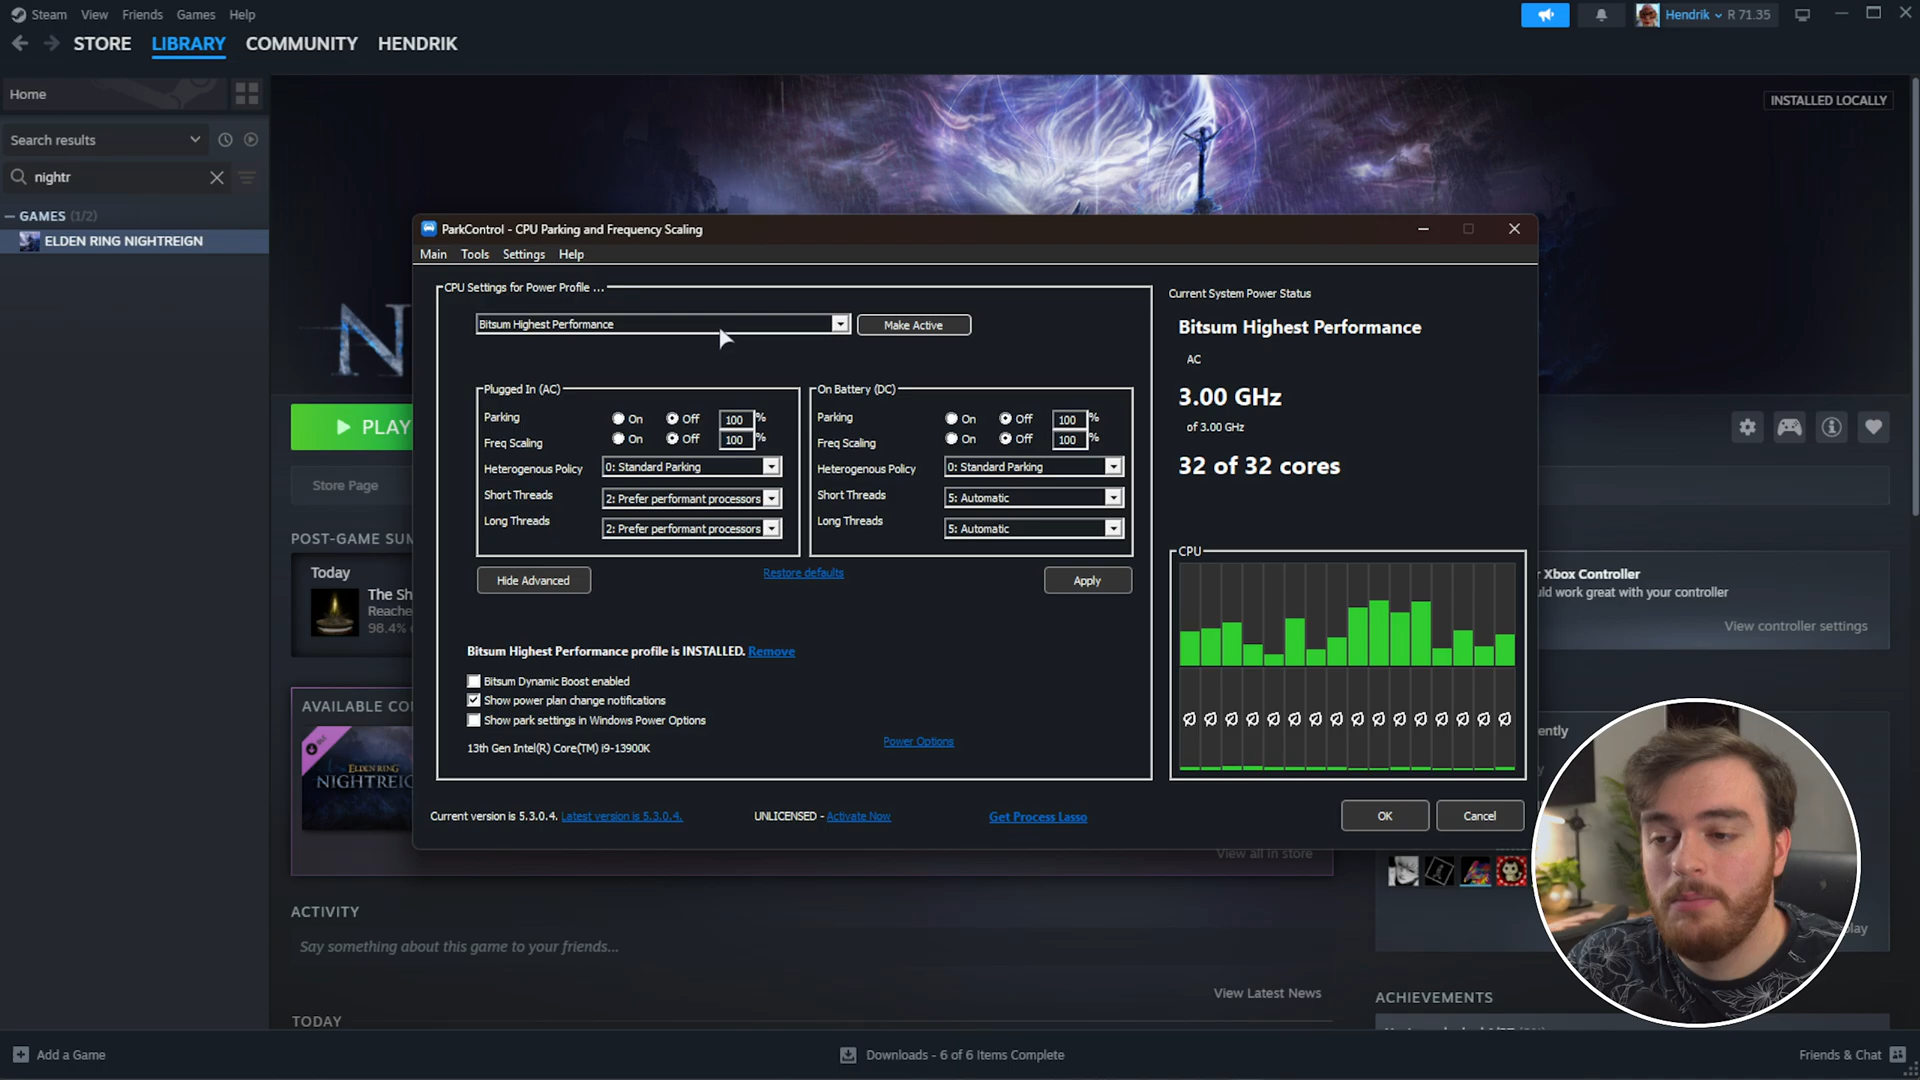 Steam View Friends Games Help
Hendrik R 71.35
STORE LIBRARY COMMUNITY HENDRIK
Home
INSTALLED LOCALLY
Search results
nightr
GAMES (1/2)
ELDEN RING NIGHTREIGN
N
PLAY
Store Page
POST-GAME SUM
Today
The Sh
Reache
98.4%
AVAILABLE CO
ELDEN RING
NIGHTREIG
ParkControl - CPU Parking and Frequency Scaling
Main Tools Settings Help
CPU Settings for Power Profile ...
Bitsum Highest Performance
Make Active
Plugged In (AC)
Parking On Off 100 %
Freq Scaling On Off 100 %
Heterogenous Policy 0: Standard Parking
Short Threads 2: Prefer performant processors
Long Threads 2: Prefer performant processors
On Battery (DC)
Parking On Off 100 %
Freq Scaling On Off 100 %
Heterogenous Policy 0: Standard Parking
Short Threads 5: Automatic
Long Threads 5: Automatic
Hide Advanced
Restore defaults
Apply
Bitsum Highest Performance profile is INSTALLED. Remove
Bitsum Dynamic Boost enabled
Show power plan change notifications
Show park settings in Windows Power Options
13th Gen Intel(R) Core(TM) i9-13900K
Power Options
Current System Power Status
Bitsum Highest Performance
AC
3.00 GHz
of 3.00 GHz
32 of 32 cores
CPU
Current version is 5.3.0.4. Latest version is 5.3.0.4.
UNLICENSED - Activate Now
Get Process Lasso
OK
Cancel
Xbox Controller
uld work great with your controller
View controller settings
ently
play
View all in store
ACTIVITY
Say something about this game to your friends...
View Latest News
TODAY
ACHIEVEMENTS
Add a Game
Downloads - 6 of 6 Items Complete
Friends & Chat